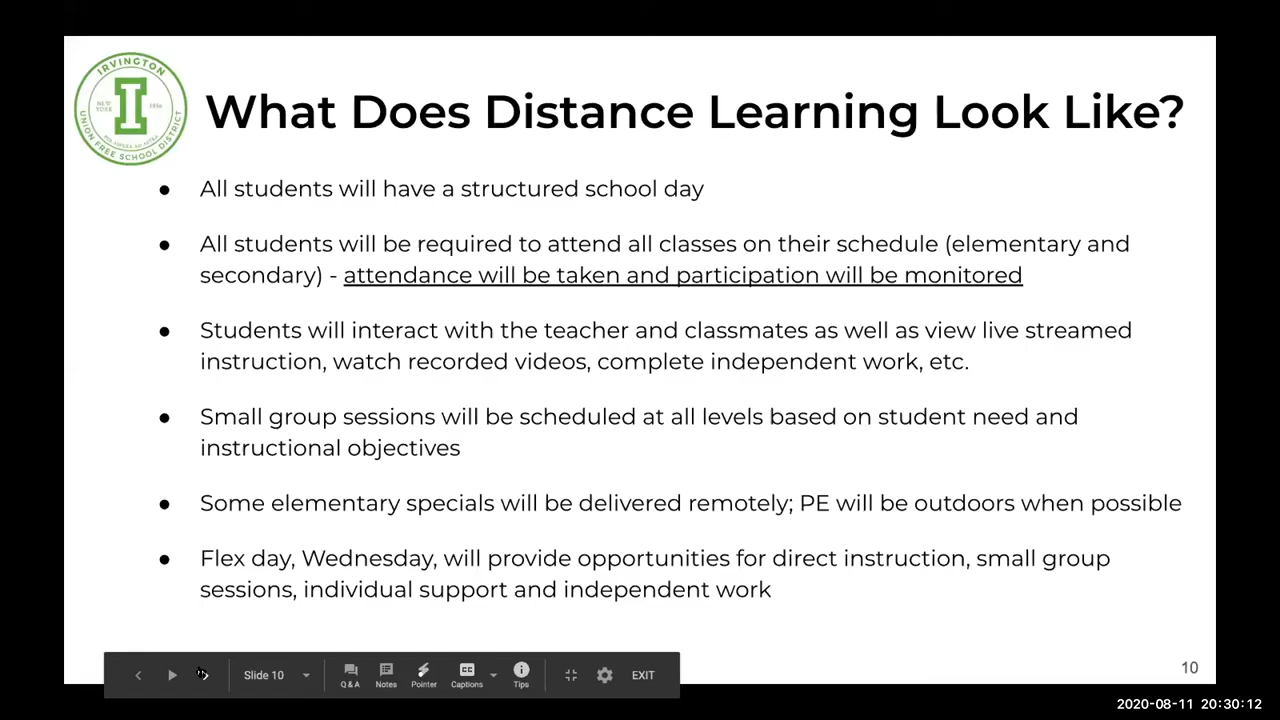 IRVINGTON
NEW YORK
1956
UNION FREE SCHOOL DISTRICT
I
What Does Distance Learning Look Like?
● All students will have a structured school day
● All students will be required to attend all classes on their schedule (elementary and
secondary) - attendance will be taken and participation will be monitored
● Students will interact with the teacher and classmates as well as view live streamed
instruction, watch recorded videos, complete independent work, etc.
● Small group sessions will be scheduled at all levels based on student need and
instructional objectives
● Some elementary specials will be delivered remotely; PE will be outdoors when possible
● Flex day, Wednesday, will provide opportunities for direct instruction, small group
sessions, individual support and independent work
Slide 10
Q & A
Notes
Pointer
CC
Captions
Tips
EXIT
10
2020-08-11 20:30:12